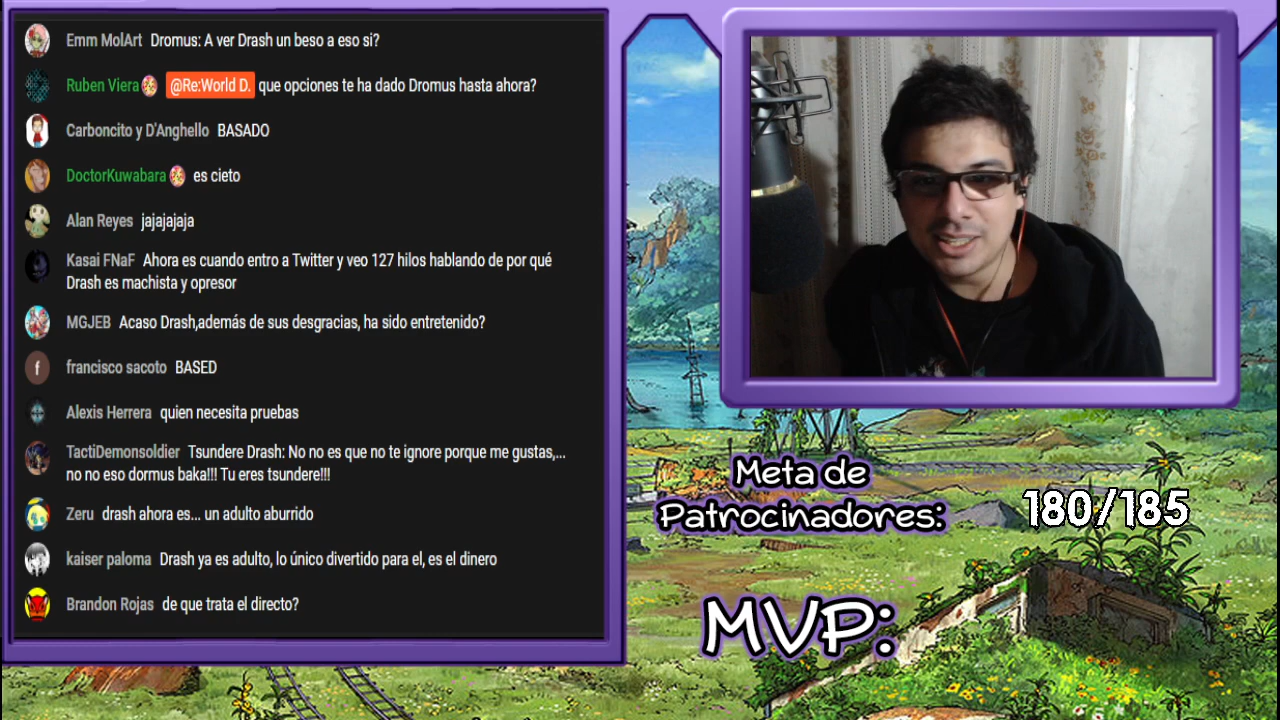 Emm MolArt Dromus: A ver Drash un beso a eso si?
Ruben Viera @Re:World D. que opciones te ha dado Dromus hasta ahora?
Carboncito y D'Anghello BASADO
DoctorKuwabara es cieto
Alan Reyes jajajajaja
Kasai FNaF Ahora es cuando entro a Twitter y veo 127 hilos hablando de por qué
Drash es machista y opresor
MGJEB Acaso Drash,además de sus desgracias, ha sido entretenido?
f francisco sacoto BASED
Alexis Herrera quien necesita pruebas
TactiDemonsoldier Tsundere Drash: No no es que no te ignore porque me gustas,...
no no eso dormus baka!!! Tu eres tsundere!!!
Zeru drash ahora es... un adulto aburrido
kaiser paloma Drash ya es adulto, lo único divertido para el, es el dinero
Brandon Rojas de que trata el directo?
Meta de
Patrocinadores:
180/185
MVP: